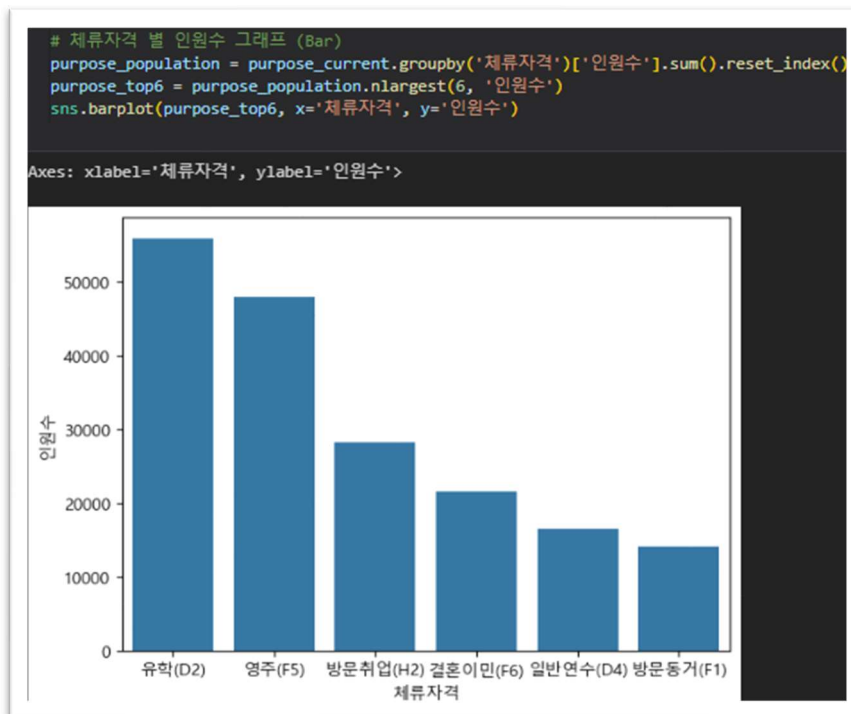 # 체류자격 별 인원수 그래프 (Bar)
purpose_population = purpose_current.groupby('체류자격')['인원수'].sum().reset_index()
purpose_top6 = purpose_population.nlargest(6, '인원수')
sns.barplot(purpose_top6, x='체류자격', y='인원수')
Axes: xlabel='체류자격', ylabel='인원수'>
50000
40000
30000
20000
10000
0
인원수
유학(D2) 영주(F5) 방문취업(H2) 결혼이민(F6) 일반연수(D4) 방문동거(F1)
체류자격